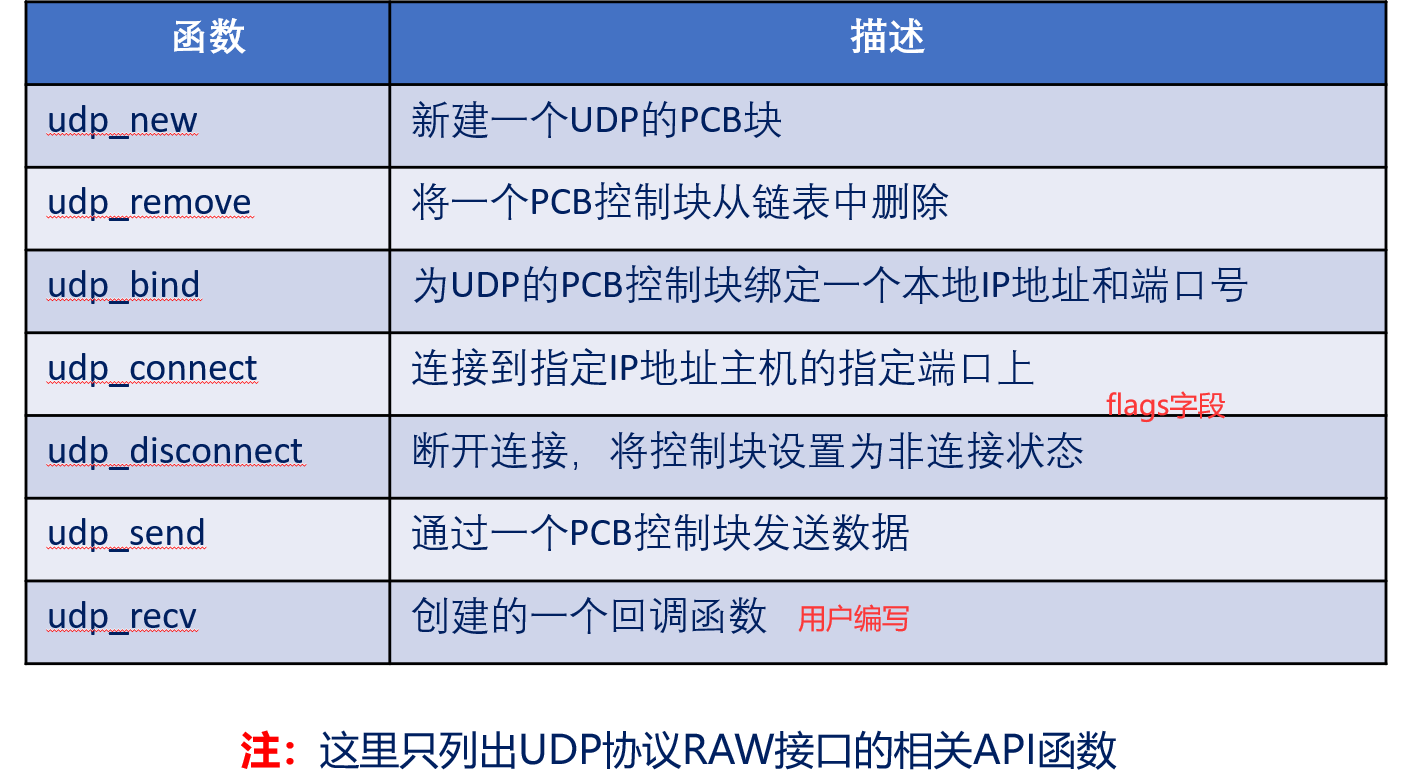 函数 描述
udp_new 新建一个UDP的PCB块
udp_remove 将一个PCB控制块从链表中删除
udp_bind 为UDP的PCB控制块绑定一个本地IP地址和端口号
udp_connect 连接到指定IP地址主机的指定端口上
flags字段
udp_disconnect 断开连接，将控制块设置为非连接状态
udp_send 通过一个PCB控制块发送数据
udp_recv 创建的一个回调函数 用户编写
注：这里只列出UDP协议RAW接口的相关API函数